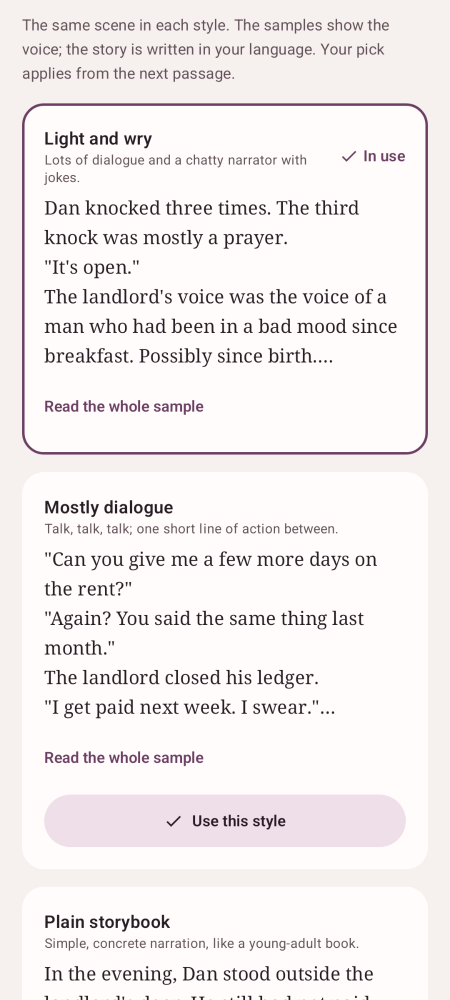 The same scene in each style. The samples show the
voice; the story is written in your language. Your pick
applies from the next passage.
Light and wry
Lots of dialogue and a chatty narrator with
jokes.
In use
Dan knocked three times. The third
knock was mostly a prayer.
"It's open."
The landlord's voice was the voice of a
man who had been in a bad mood since
breakfast. Possibly since birth....
Read the whole sample
Mostly dialogue
Talk, talk, talk; one short line of action between.
"Can you give me a few more days on
the rent?"
"Again? You said the same thing last
month."
The landlord closed his ledger.
"I get paid next week. I swear."...
Read the whole sample
Use this style
Plain storybook
Simple, concrete narration, like a young-adult book.
In the evening, Dan stood outside the